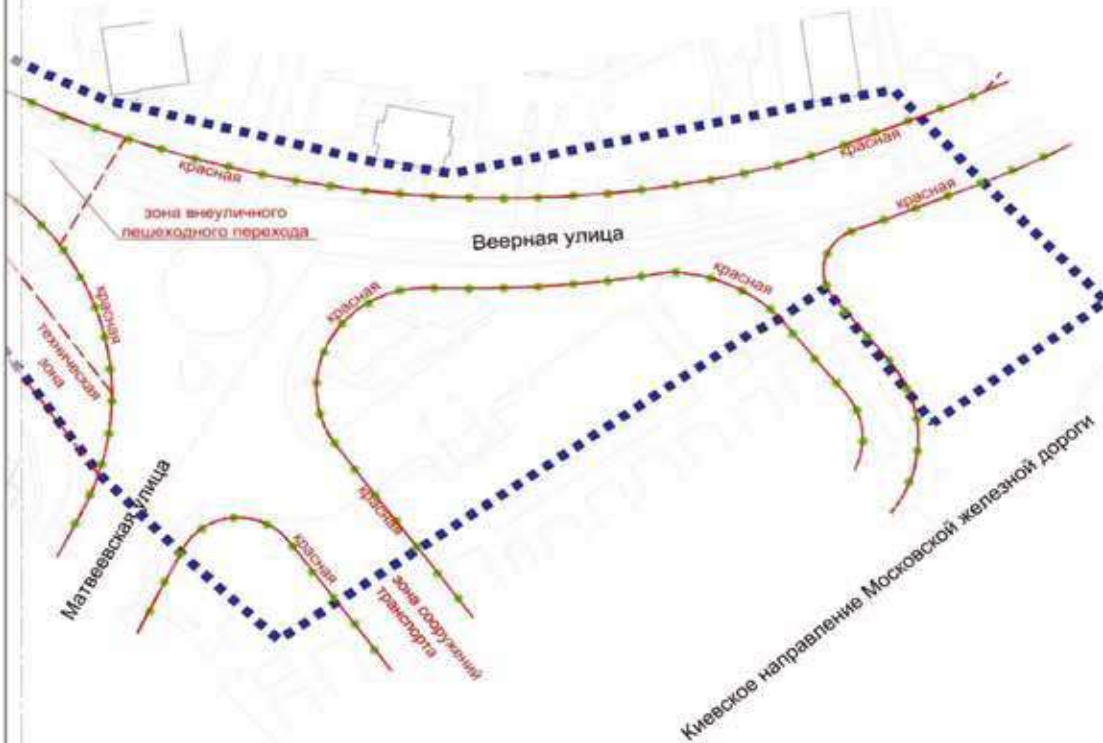 красная
красная
зона внеуличного
пешеходного перехода
Веерная улица
красная
красная
красная
красная
техническая
зона
Матвеевская улица
красная
красная
зона сооружений
транспорта
Киевское направление Московской железной дороги